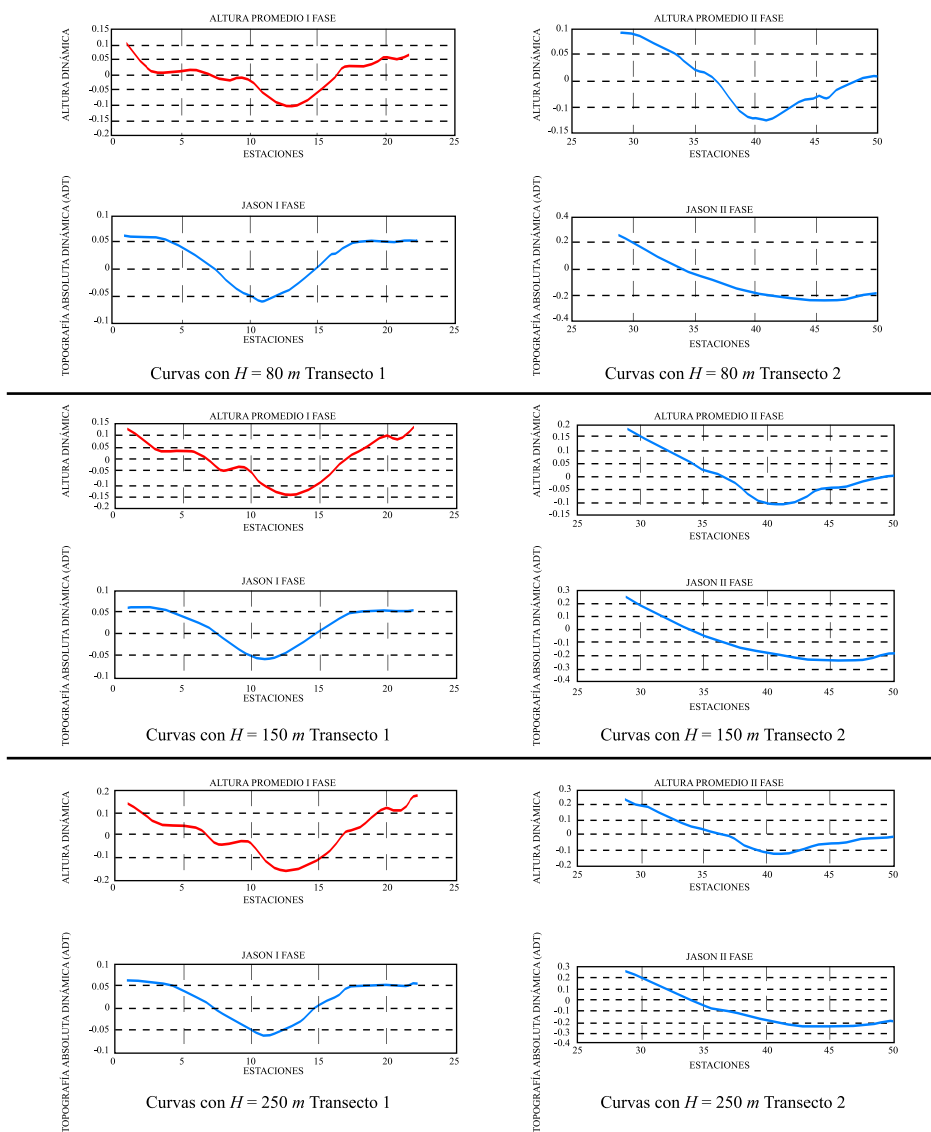 ALTURA PROMEDIO I FASE
ALTURA DINÁMICA
0.15
0.1
0.05
0
-0.05
-0.1
-0.15
-0.2
0 5 10 15 20 25
ESTACIONES
ALTURA PROMEDIO II FASE
ALTURA DINÁMICA
0.1
0.05
0
-0.1
-0.15
25 30 35 40 45 50
ESTACIONES
JASON I FASE
TOPOGRAFÍA ABSOLUTA DINÁMICA (ADT)
0.1
0.05
0
-0.05
-0.1
0 5 10 15 20 25
ESTACIONES
JASON II FASE
TOPOGRAFÍA ABSOLUTA DINÁMICA (ADT)
0.4
0.2
0
-0.2
-0.4
25 30 35 40 45 50
ESTACIONES
Curvas con H = 80 m Transecto 1
Curvas con H = 80 m Transecto 2
ALTURA PROMEDIO I FASE
ALTURA DINÁMICA
0.15
0.1
0.05
0
-0.05
-0.1
-0.15
-0.2
0 5 10 15 20 25
ESTACIONES
ALTURA PROMEDIO II FASE
ALTURA DINÁMICA
0.2
0.15
0.1
0.05
0
-0.05
-0.1
-0.15
25 30 35 40 45 50
ESTACIONES
JASON I FASE
TOPOGRAFÍA ABSOLUTA DINÁMICA (ADT)
0.1
0.05
0
-0.05
-0.1
0 5 10 15 20 25
ESTACIONES
JASON II FASE
TOPOGRAFÍA ABSOLUTA DINÁMICA (ADT)
0.3
0.2
0.1
0
-0.1
-0.2
-0.3
-0.4
25 30 35 40 45 50
ESTACIONES
Curvas con H = 150 m Transecto 1
Curvas con H = 150 m Transecto 2
ALTURA PROMEDIO I FASE
ALTURA DINÁMICA
0.2
0.1
0
-0.1
-0.2
0 5 10 15 20 25
ESTACIONES
ALTURA PROMEDIO II FASE
ALTURA DINÁMICA
0.3
0.2
0.1
0
-0.1
-0.2
25 30 35 40 45 50
ESTACIONES
JASON I FASE
TOPOGRAFÍA ABSOLUTA DINÁMICA (ADT)
0.1
0.05
0
-0.05
-0.1
0 5 10 15 20 25
ESTACIONES
JASON II FASE
TOPOGRAFÍA ABSOLUTA DINÁMICA (ADT)
0.3
0.2
0.1
0
-0.1
-0.2
-0.3
-0.4
25 30 35 40 45 50
ESTACIONES
Curvas con H = 250 m Transecto 1
Curvas con H = 250 m Transecto 2